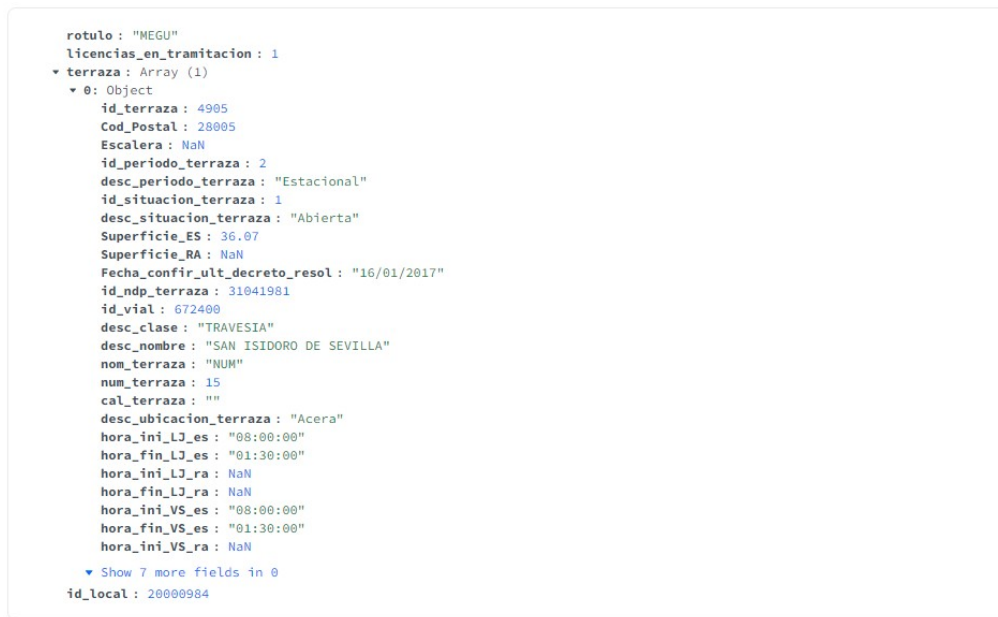 rotulo : "MEGU"
licencias_en_tramitacion : 1
terraza : Array (1)
0: Object
id_terraza : 4905
Cod_Postal : 28005
Escalera : NaN
id_periodo_terraza : 2
desc_periodo_terraza : "Estacional"
id_situacion_terraza : 1
desc_situacion_terraza : "Abierta"
Superficie_ES : 36.07
Superficie_RA : NaN
Fecha_confir_ult_decreto_resol : "16/01/2017"
id_ndp_terraza : 31041981
id_vial : 672400
desc_clase : "TRAVESIA"
desc_nombre : "SAN ISIDORO DE SEVILLA"
nom_terraza : "NUM"
num_terraza : 15
cal_terraza : ""
desc_ubicacion_terraza : "Acera"
hora_ini_LJ_es : "08:00:00"
hora_fin_LJ_es : "01:30:00"
hora_ini_LJ_ra : NaN
hora_fin_LJ_ra : NaN
hora_ini_VS_es : "08:00:00"
hora_fin_VS_es : "01:30:00"
hora_ini_VS_ra : NaN
Show 7 more fields in 0
id_local : 20000984